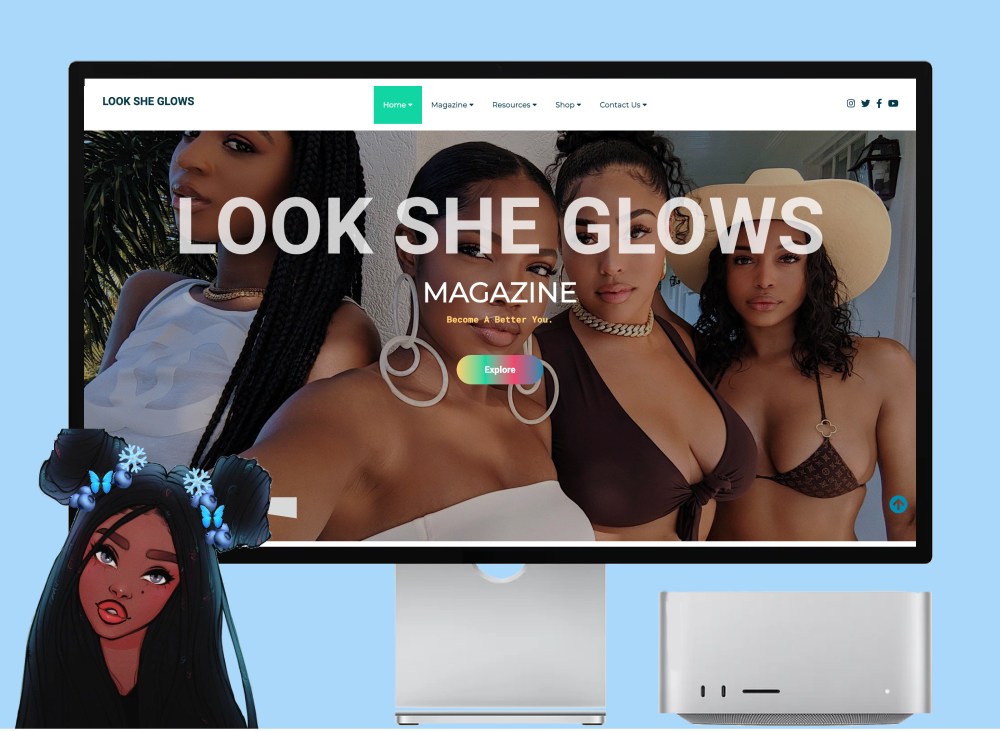 LOOK SHE GLOWS
Home Magazine Resources Shop Contact Us
LOOK SHE GLOWS
MAGAZINE
Become A Better You.
Explore